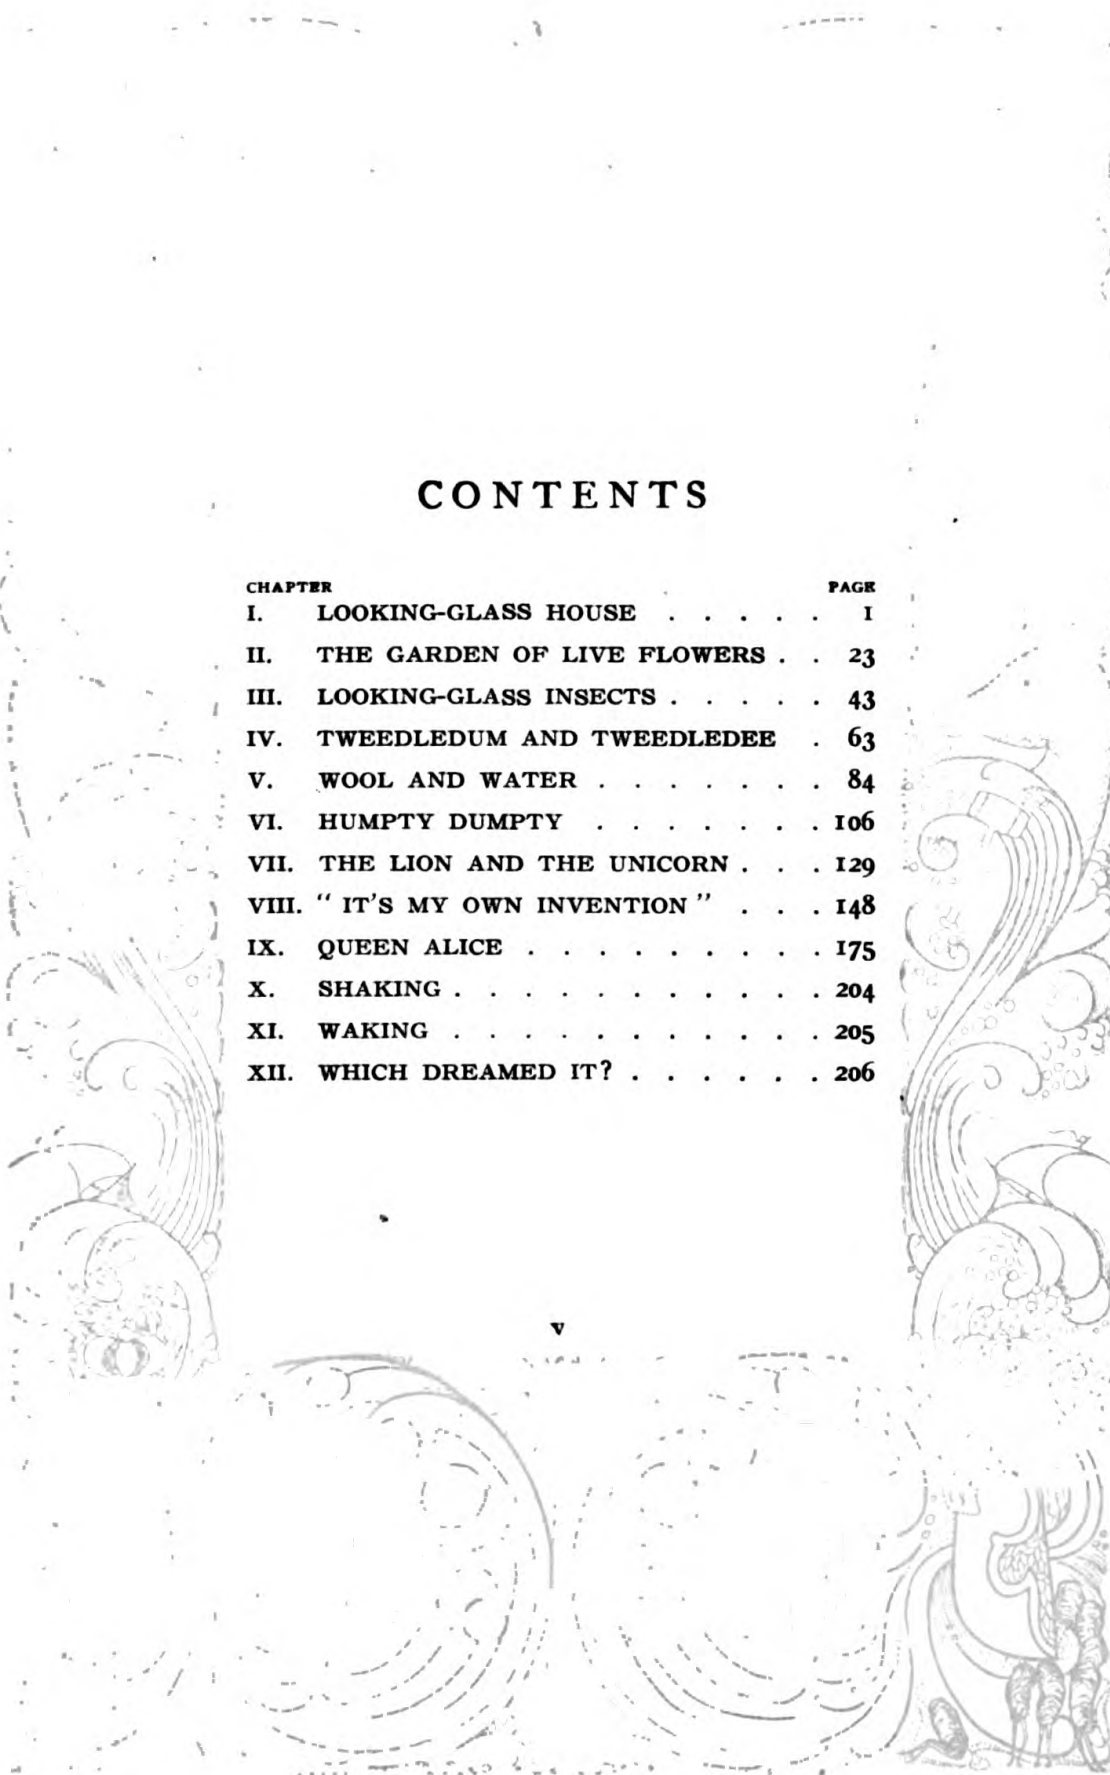 CONTENTS
CHAPTER PAGE
I. LOOKING-GLASS HOUSE . . . . . 1
II. THE GARDEN OF LIVE FLOWERS . . 23
III. LOOKING-GLASS INSECTS . . . . . 43
IV. TWEEDLEDUM AND TWEEDLEDEE . 63
V. WOOL AND WATER . . . . . . . 84
VI. HUMPTY DUMPTY . . . . . . . 106
VII. THE LION AND THE UNICORN . . . 129
VIII. " IT'S MY OWN INVENTION " . . . 148
IX. QUEEN ALICE . . . . . . . . . 175
X. SHAKING . . . . . . . . . . . 204
XI. WAKING . . . . . . . . . . . 205
XII. WHICH DREAMED IT? . . . . . . 206
v